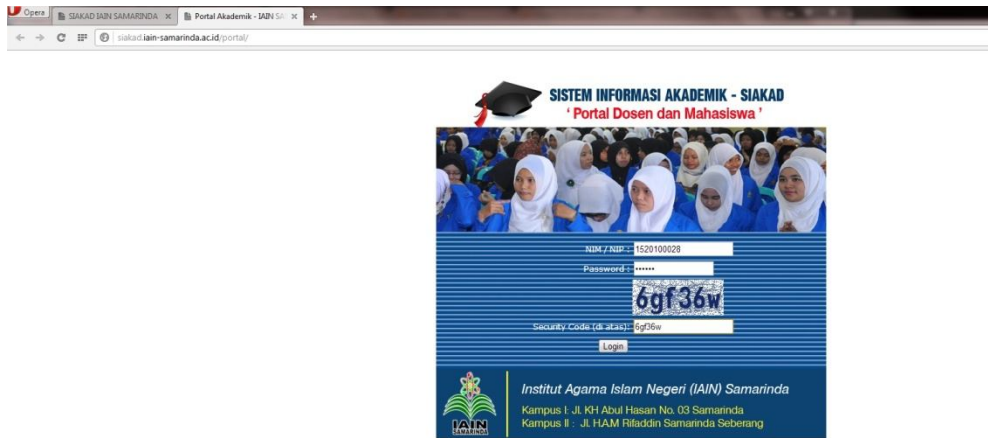 Opera
SIAKAD IAIN SAMARINDA
Portal Akademik - IAIN SA
siakad.iain-samarinda.ac.id/portal/
SISTEM INFORMASI AKADEMIK - SIAKAD
' Portal Dosen dan Mahasiswa '
NIM / NIP : 1520100028
Password : ••••••
6gf36w
Security Code (di atas): 6gf36w
Login
Institut Agama Islam Negeri (IAIN) Samarinda
Kampus I: Jl. KH Abul Hasan No. 03 Samarinda
Kampus II : Jl. H.A.M Rifaddin Samarinda Seberang
IAIN
SAMARINDA